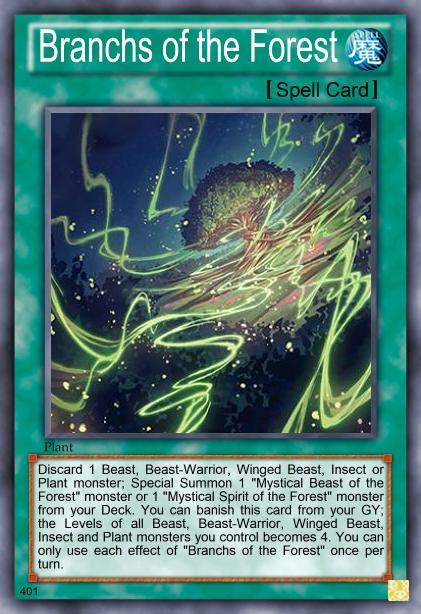 Branchs of the Forest
SPELL
魔
[ Spell Card ]
Plant
Discard 1 Beast, Beast-Warrior, Winged Beast, Insect or
Plant monster; Special Summon 1 "Mystical Beast of the
Forest" monster or 1 "Mystical Spirit of the Forest" monster
from your Deck. You can banish this card from your GY;
the Levels of all Beast, Beast-Warrior, Winged Beast,
Insect and Plant monsters you control becomes 4. You can
only use each effect of "Branchs of the Forest" once per
turn.
401